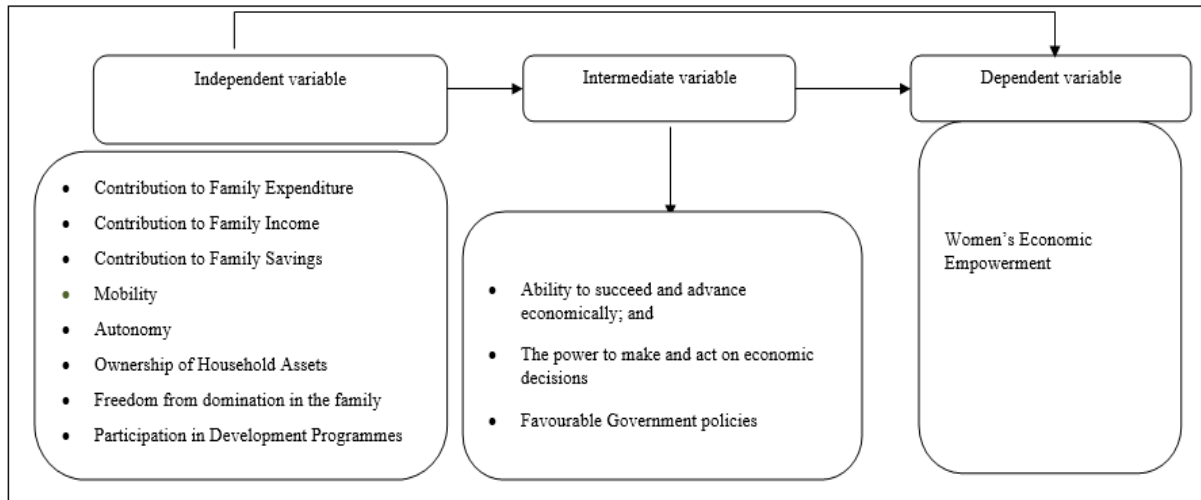 Independent variable
Intermediate variable
Dependent variable
• Contribution to Family Expenditure
• Contribution to Family Income
• Contribution to Family Savings
• Mobility
• Autonomy
• Ownership of Household Assets
• Freedom from domination in the family
• Participation in Development Programmes
• Ability to succeed and advance
economically; and
• The power to make and act on economic
decisions
• Favourable Government policies
Women’s Economic
Empowerment